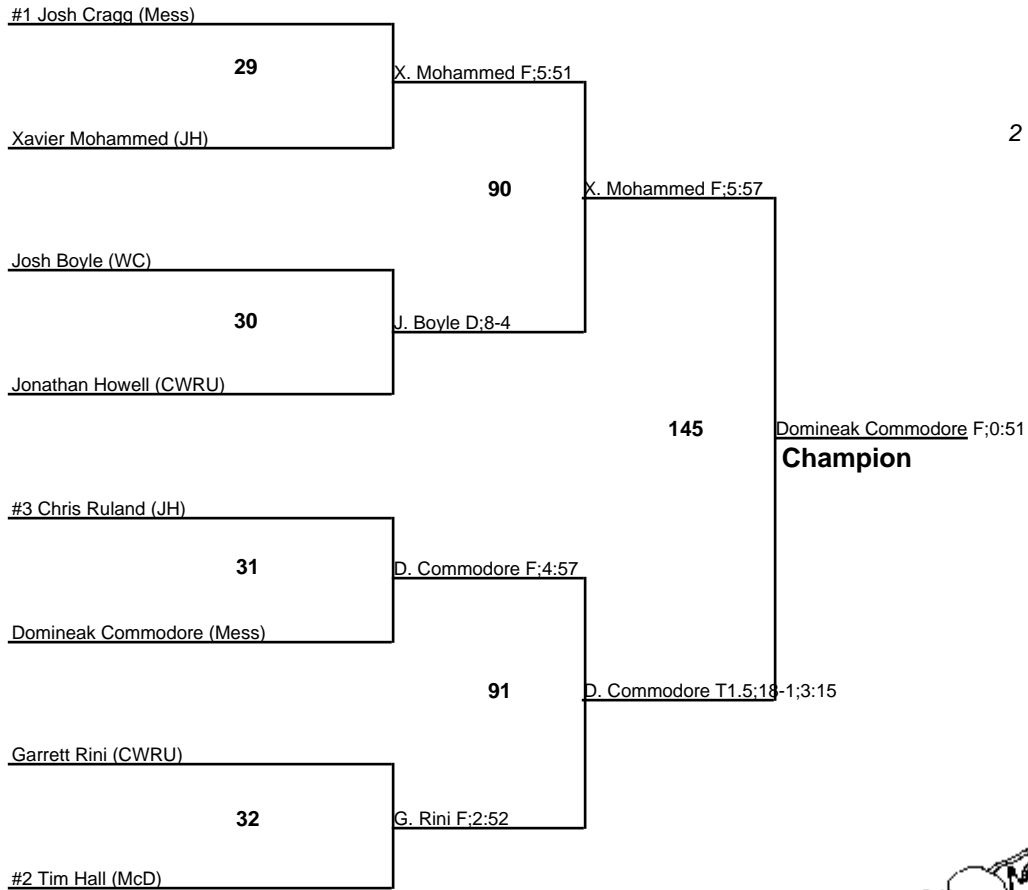 #1 Josh Cragg (Mess)
29
X. Mohammed F;5:51
Xavier Mohammed (JH)
2
90
X. Mohammed F;5:57
Josh Boyle (WC)
30
J. Boyle D;8-4
Jonathan Howell (CWRU)
145
Domineak Commodore F;0:51
Champion
#3 Chris Ruland (JH)
31
D. Commodore F;4:57
Domineak Commodore (Mess)
91
D. Commodore T1.5;18-1;3:15
Garrett Rini (CWRU)
32
G. Rini F;2:52
#2 Tim Hall (McD)